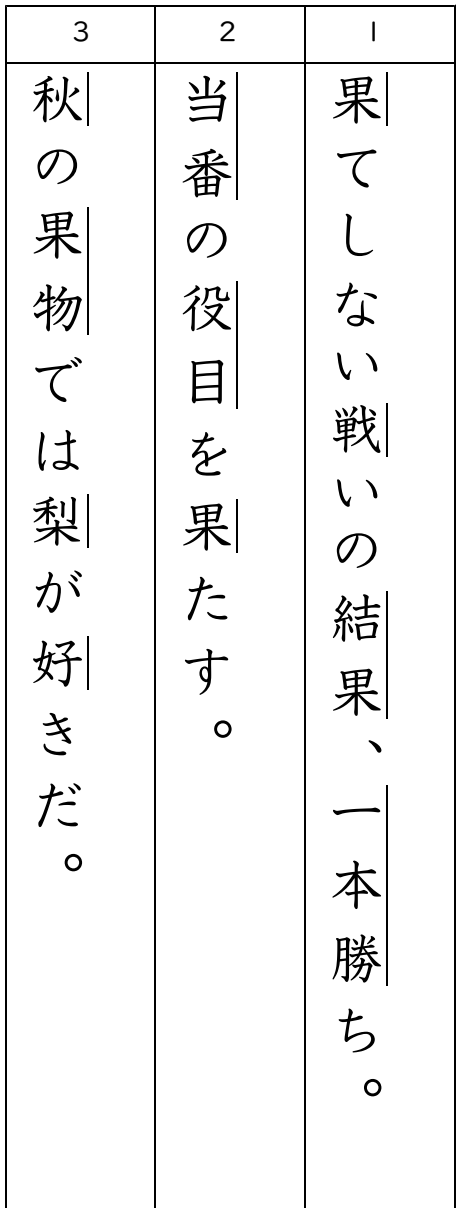 1
果てしない戦いの結果、一本勝ち。
2
当番の役目を果たす。
3
秋の果物では梨が好きだ。